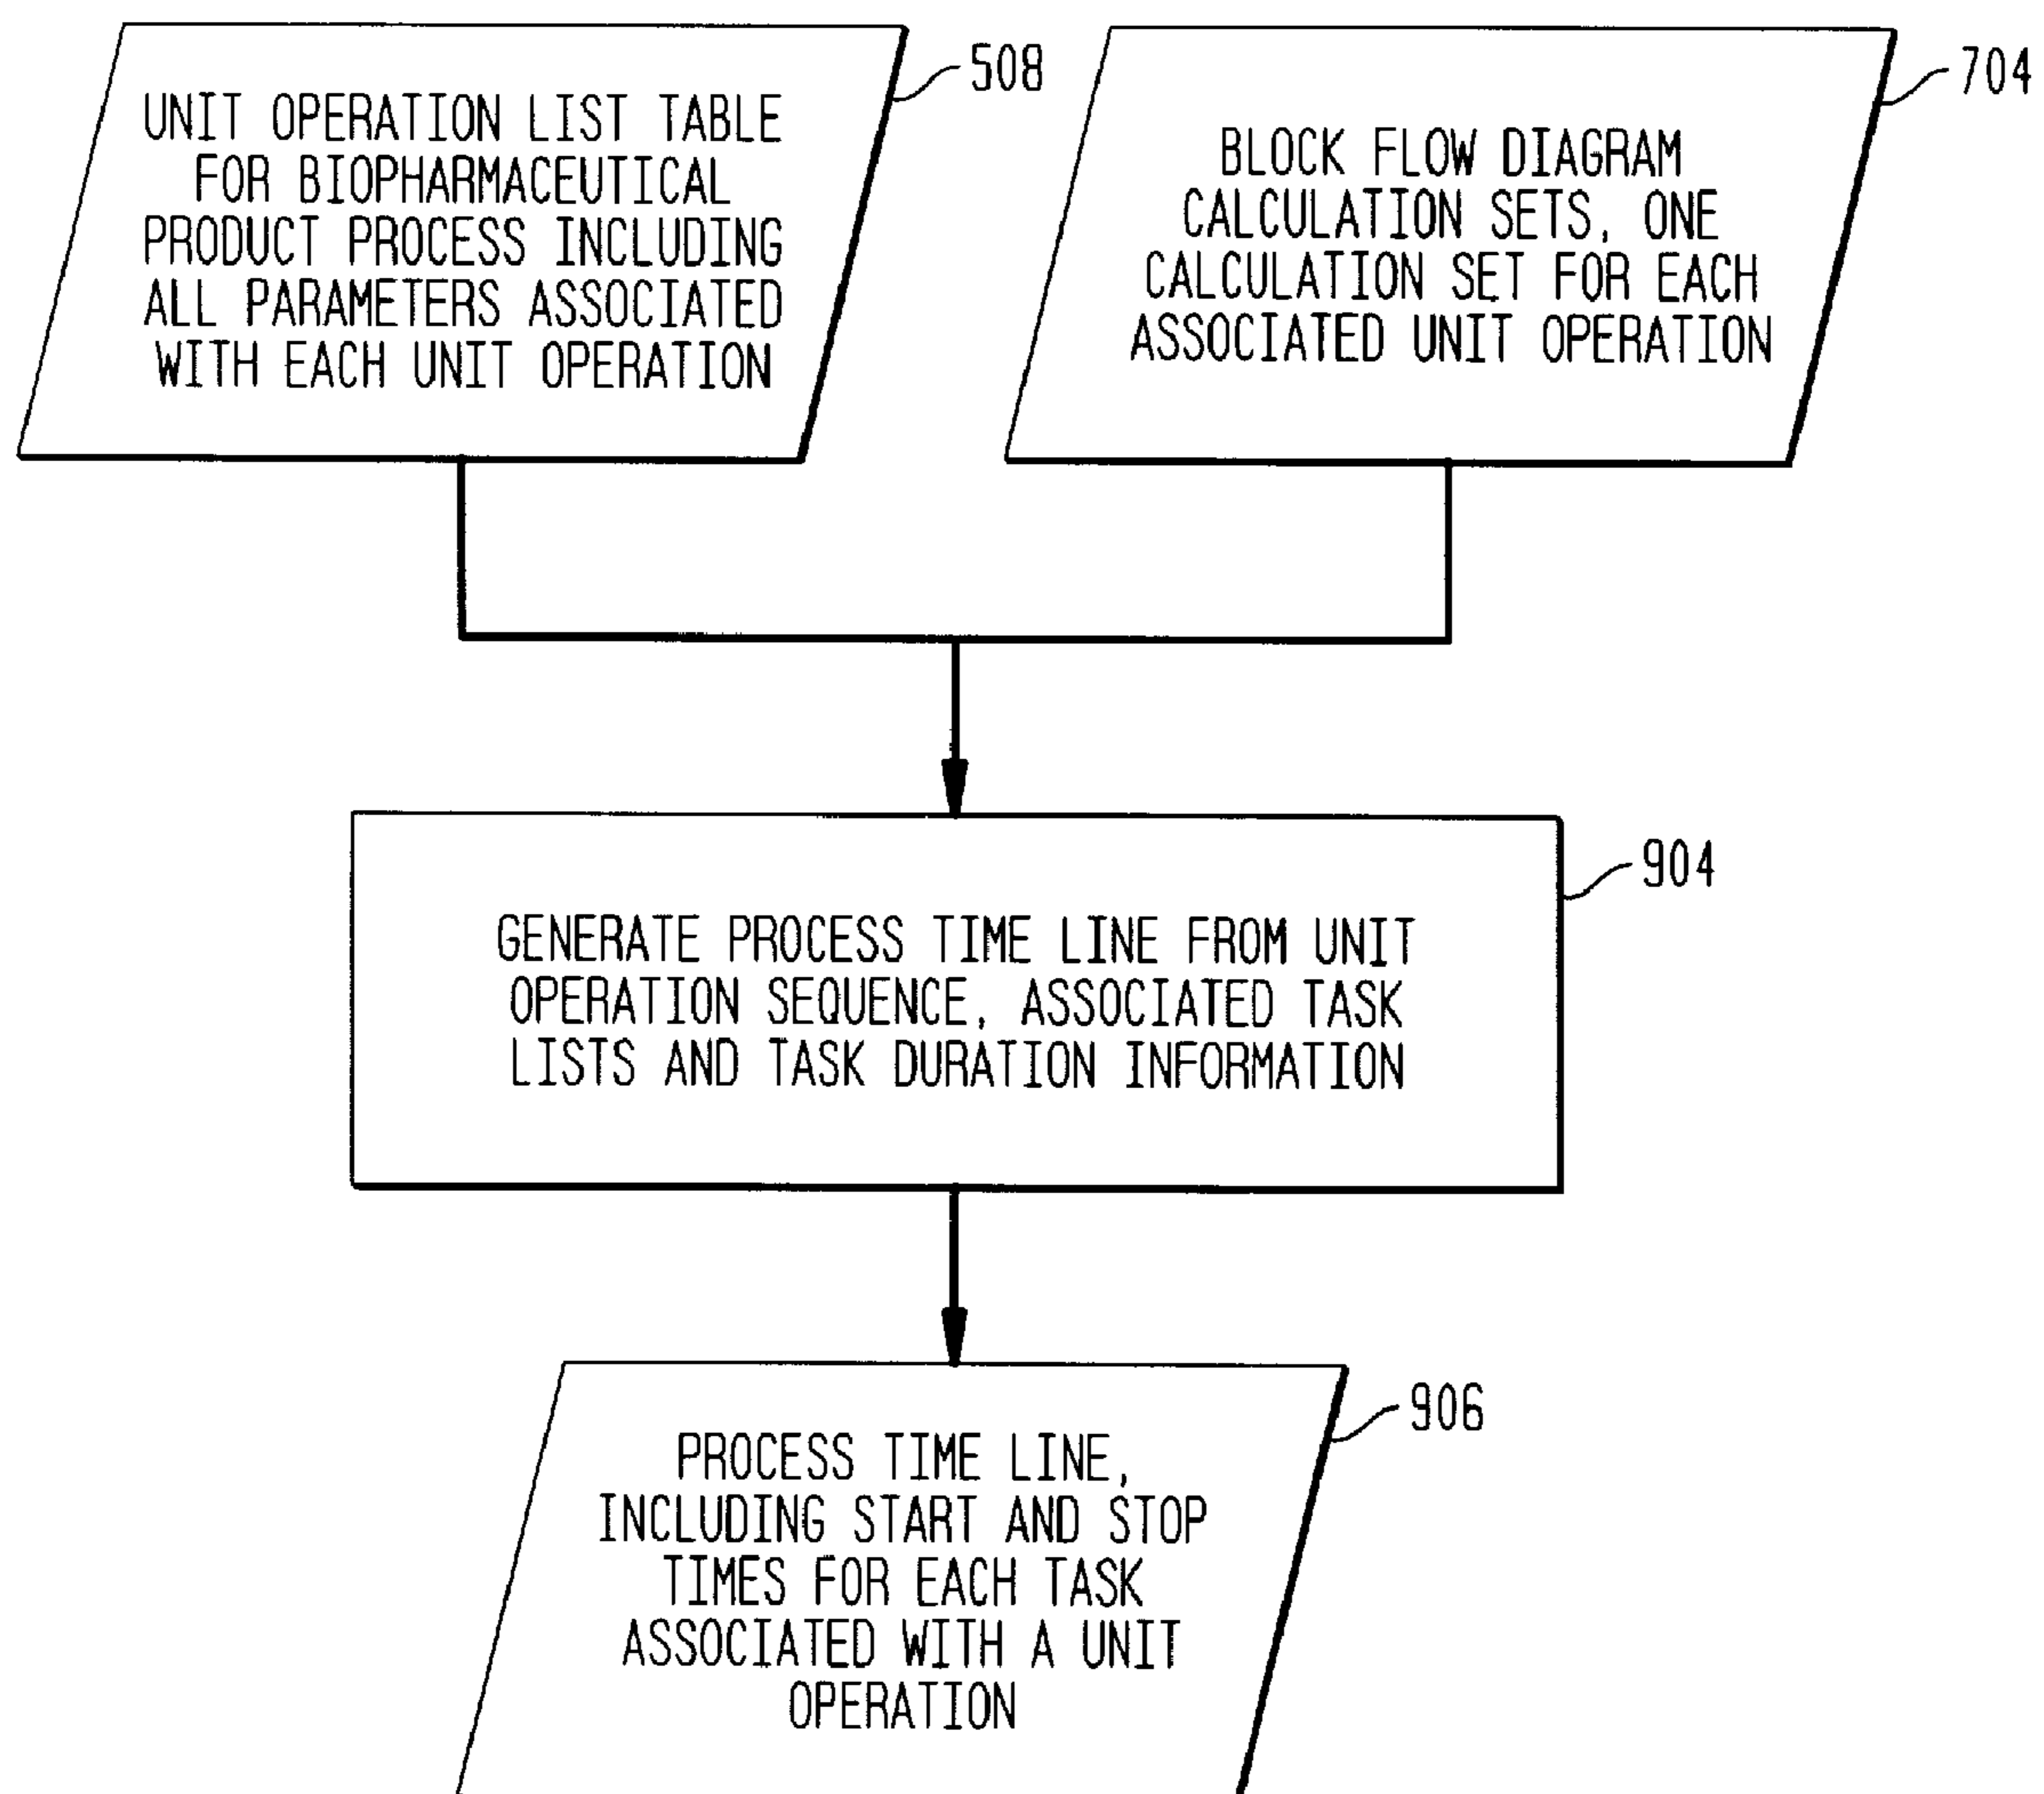 UNIT OPERATION LIST TABLE
FOR BIOPHARMACEUTICAL
PRODUCT PROCESS INCLUDING
ALL PARAMETERS ASSOCIATED
WITH EACH UNIT OPERATION
508
BLOCK FLOW DIAGRAM
CALCULATION SETS, ONE
CALCULATION SET FOR EACH
ASSOCIATED UNIT OPERATION
704
GENERATE PROCESS TIME LINE FROM UNIT
OPERATION SEQUENCE, ASSOCIATED TASK
LISTS AND TASK DURATION INFORMATION
904
PROCESS TIME LINE,
INCLUDING START AND STOP
TIMES FOR EACH TASK
ASSOCIATED WITH A UNIT
OPERATION
906